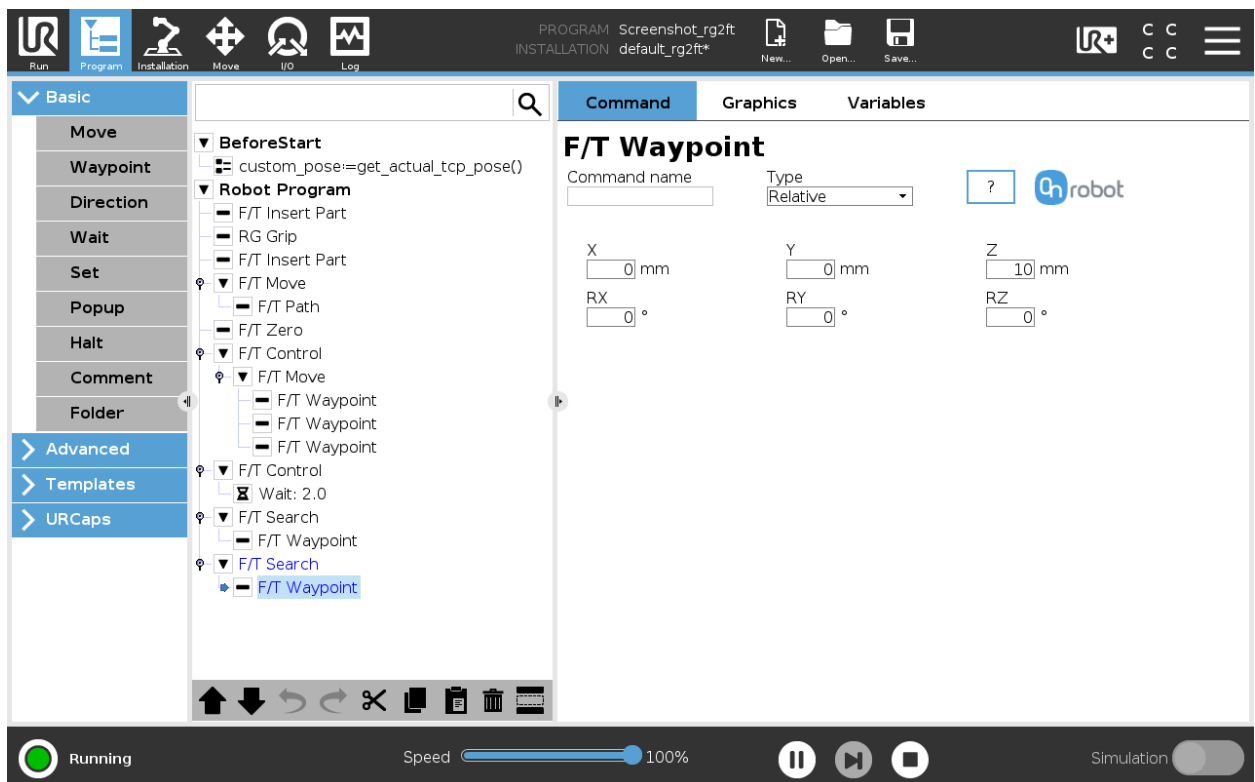 PROGRAM Screenshot_rg2ft
INSTALLATION default_rg2ft*
Run Program Installation Move I/O Log New... Open... Save...
UR+
C C
C C
Basic
Move
Waypoint
Direction
Wait
Set
Popup
Halt
Comment
Folder
Advanced
Templates
URCaps
BeforeStart
custom_pose:=get_actual_tcp_pose()
Robot Program
F/T Insert Part
RG Grip
F/T Insert Part
F/T Move
F/T Path
F/T Zero
F/T Control
F/T Move
F/T Waypoint
F/T Waypoint
F/T Waypoint
F/T Control
Wait: 2.0
F/T Search
F/T Waypoint
F/T Search
F/T Waypoint
Command Graphics Variables
F/T Waypoint
Command name Type
Relative
?
OnRobot
X Y Z
0 mm 0 mm 10 mm
RX RY RZ
0 ° 0 ° 0 °
Running Speed 100% Simulation